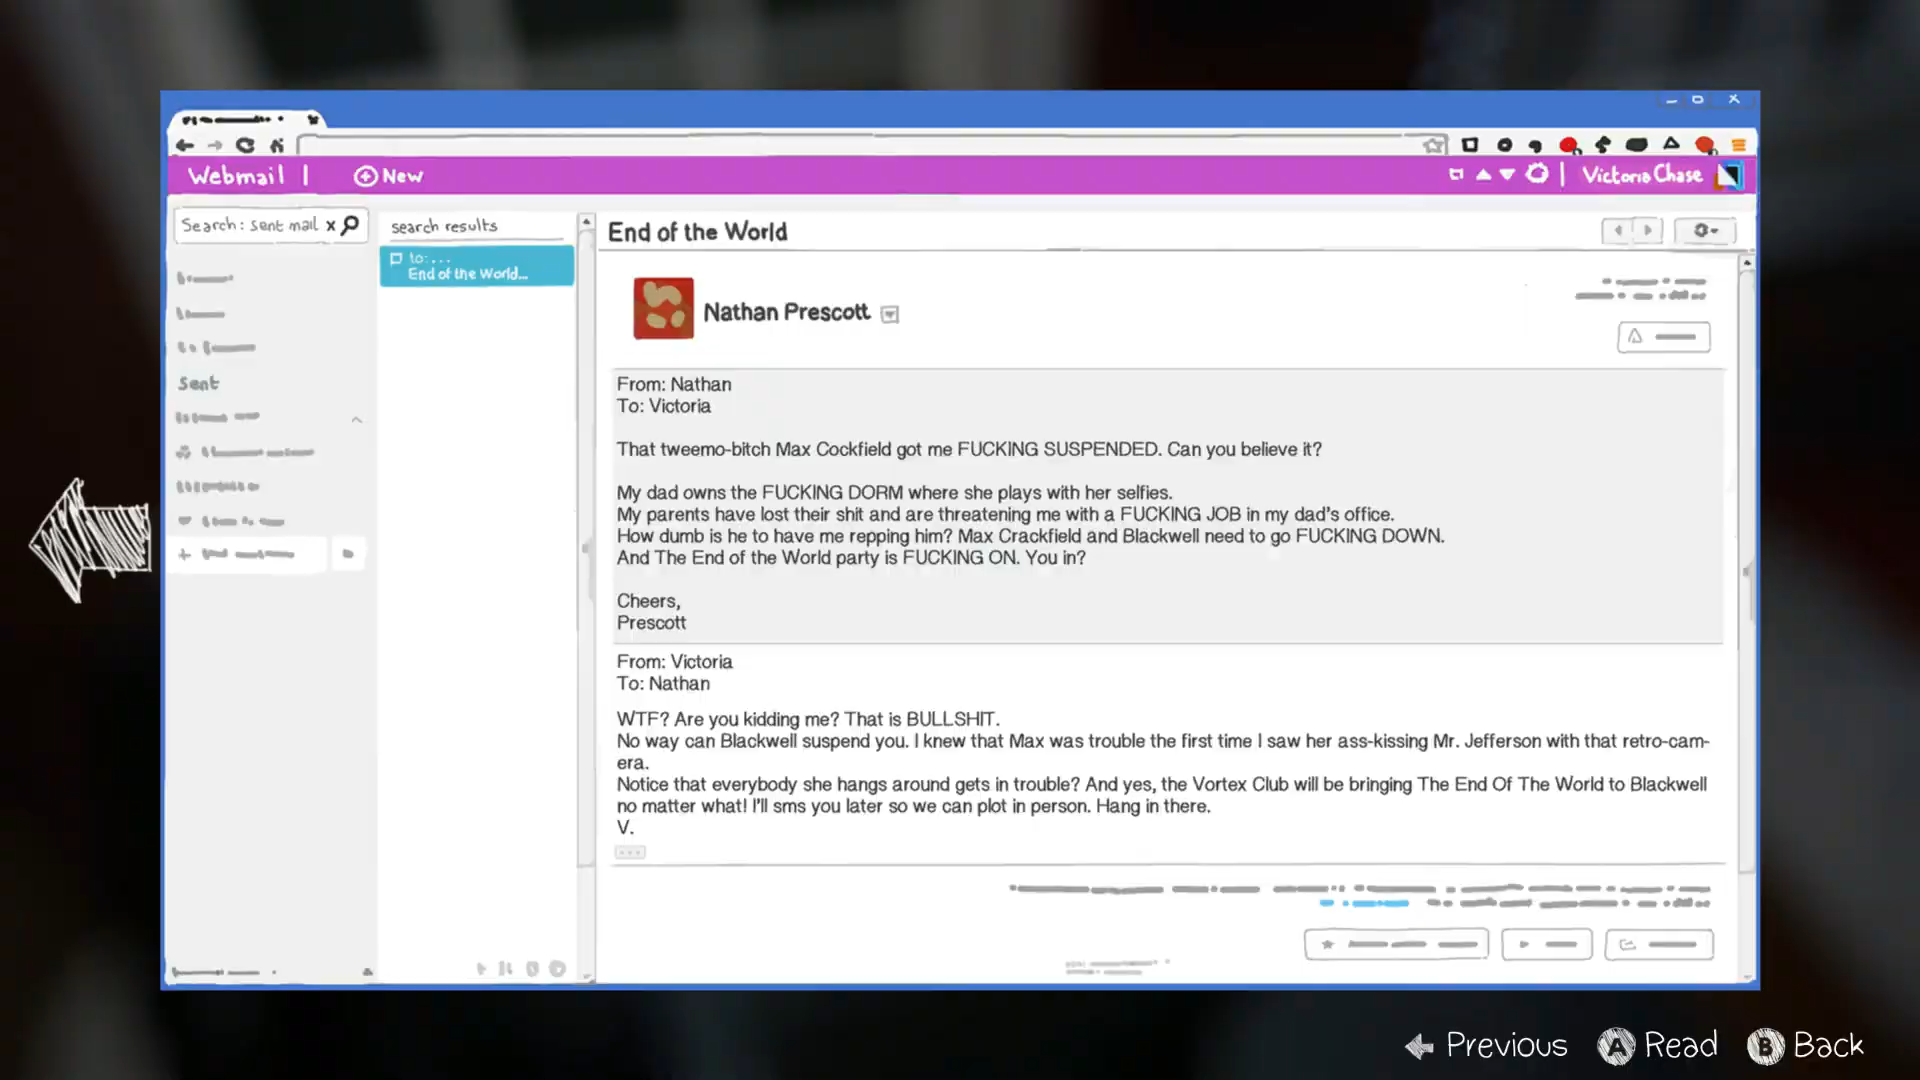 Webmail | New
Victoria Chase
Search: sent mail x
search results
to:...
End of the World...
Sent
End of the World
Nathan Prescott
From: Nathan
To: Victoria
That tweemo-bitch Max Cockfield got me FUCKING SUSPENDED. Can you believe it?
My dad owns the FUCKING DORM where she plays with her selfies.
My parents have lost their shit and are threatening me with a FUCKING JOB in my dad's office.
How dumb is he to have me repping him? Max Crackfield and Blackwell need to go FUCKING DOWN.
And The End of the World party is FUCKING ON. You in?
Cheers,
Prescott
From: Victoria
To: Nathan
WTF? Are you kidding me? That is BULLSHIT.
No way can Blackwell suspend you. I knew that Max was trouble the first time I saw her ass-kissing Mr. Jefferson with that retro-cam-
era.
Notice that everybody she hangs around gets in trouble? And yes, the Vortex Club will be bringing The End Of The World to Blackwell
no matter what! I'll sms you later so we can plot in person. Hang in there.
V.
Previous
A Read
B Back